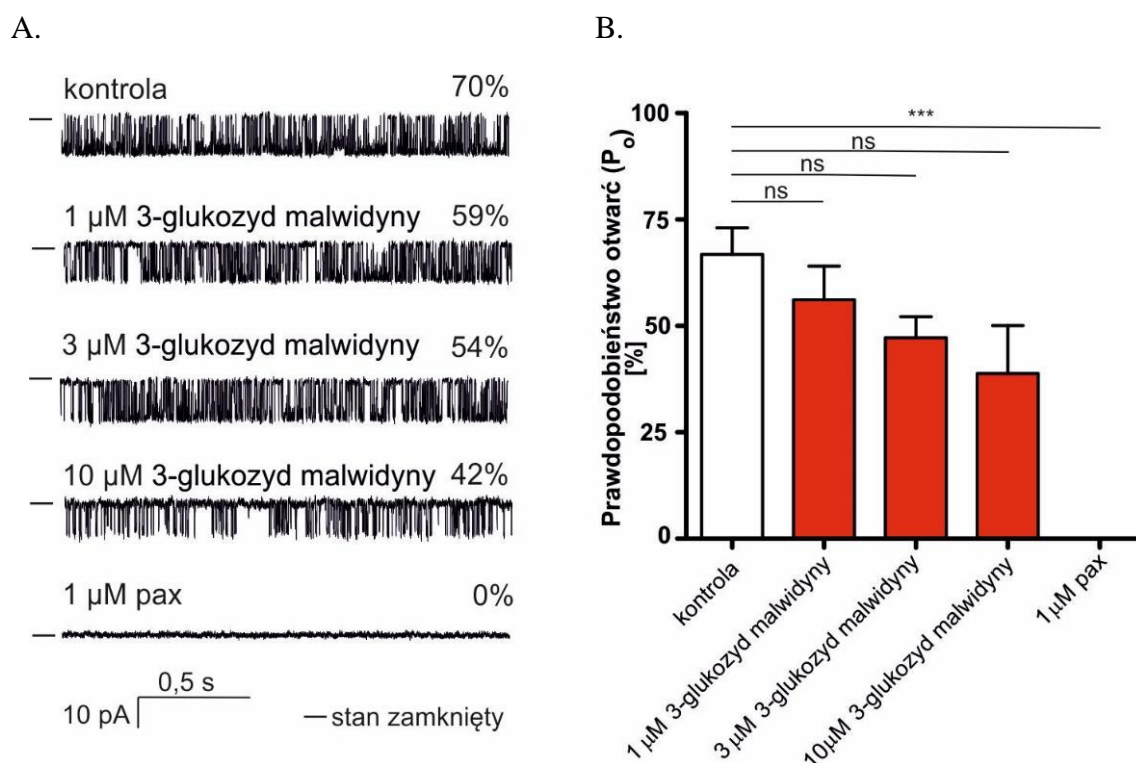 A.
kontrola 70%
1 μM 3-glukozyd malwidyny 59%
3 μM 3-glukozyd malwidyny 54%
10 μM 3-glukozyd malwidyny 42%
1 μM pax 0%
0,5 s
10 pA
— stan zamknięty
B.
Prawdopodobieństwo otwarć (Po)
[%]
100
75
50
25
0
***
ns
ns
ns
kontrola
1 μM 3-glukozyd malwidyny
3 μM 3-glukozyd malwidyny
10μM 3-glukozyd malwidyny
1 μM pax